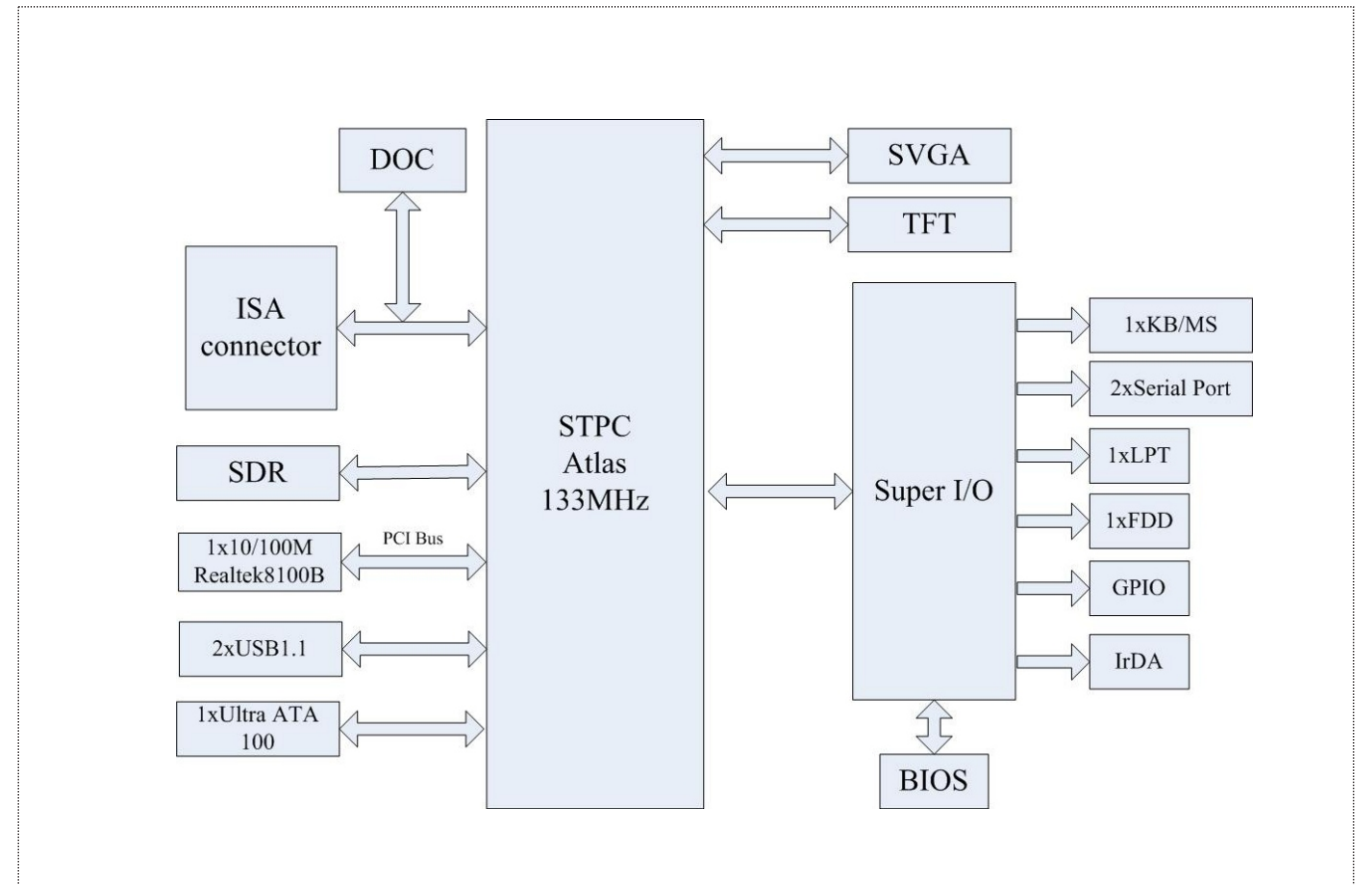 DOC
ISA
connector
SDR
1x10/100M
Realtek8100B
PCI Bus
2xUSB1.1
1xUltra ATA
100
STPC
Atlas
133MHz
SVGA
TFT
Super I/O
1xKB/MS
2xSerial Port
1xLPT
1xFDD
GPIO
IrDA
BIOS